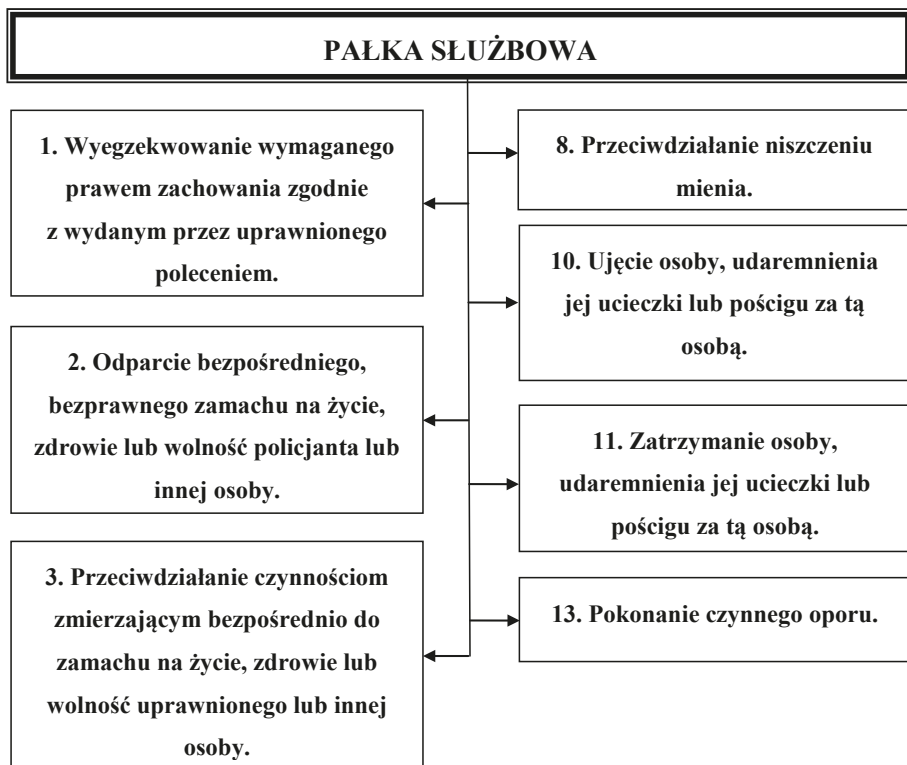 PAŁKA SŁUŻBOWA
1. Wyegzekwowanie wymaganego
prawem zachowania zgodnie
z wydanym przez uprawnionego
poleceniem.
2. Odparcie bezpośredniego,
bezprawnego zamachu na życie,
zdrowie lub wolność policjanta lub
innej osoby.
3. Przeciwdziałanie czynnościom
zmierzającym bezpośrednio do
zamachu na życie, zdrowie lub
wolność uprawnionego lub innej
osoby.
8. Przeciwdziałanie niszczeniu
mienia.
10. Ujęcie osoby, udaremnienia
jej ucieczki lub pościgu za tą
osobą.
11. Zatrzymanie osoby,
udaremnienia jej ucieczki lub
pościgu za tą osobą.
13. Pokonanie czynnego oporu.